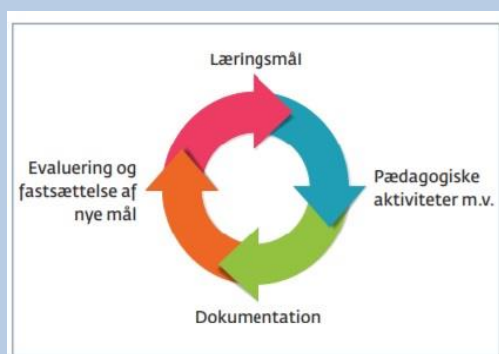 Læringsmål
Pædagogiske
aktiviteter m.v.
Dokumentation
Evaluering og
fastsættelse af
nye mål